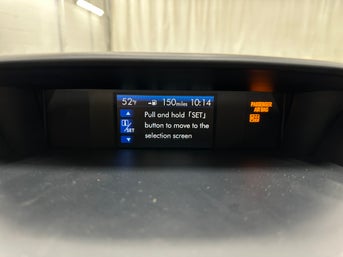 52°F 150miles 10:14
Pull and hold 「SET」
button to move to the
selection screen
/SET
PASSENGER
AIRBAG